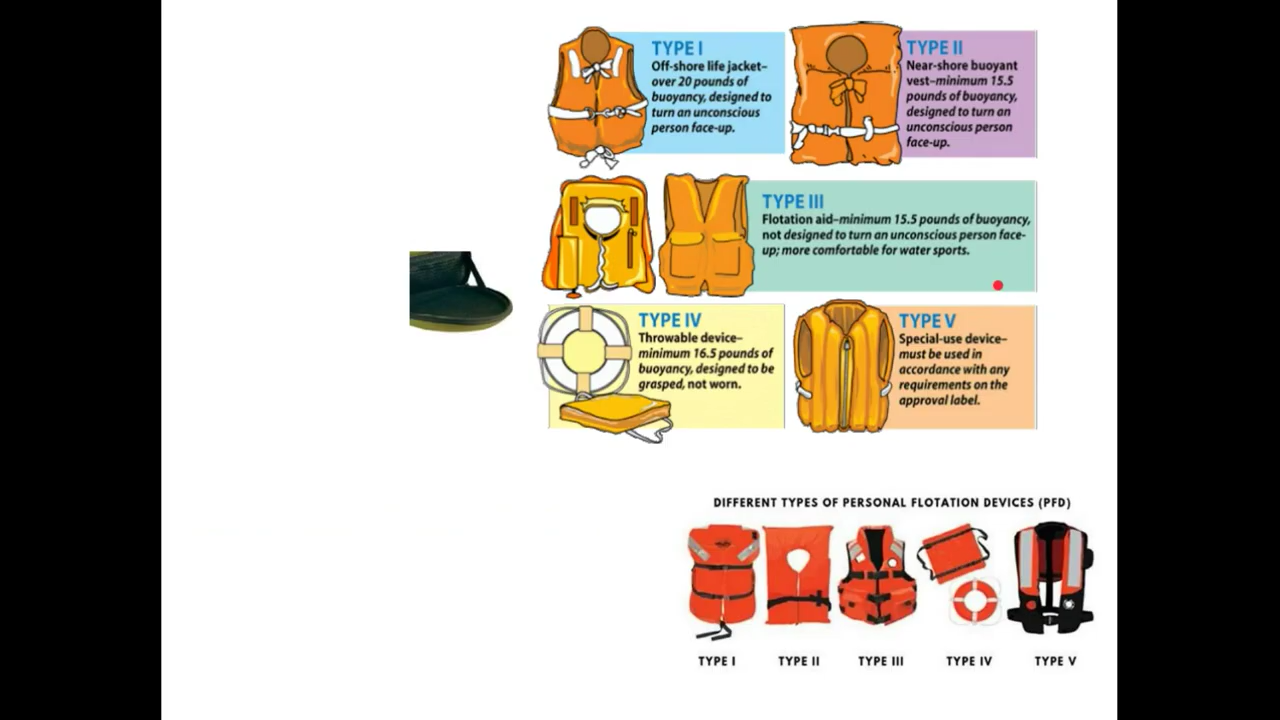 TYPE I
Off-shore life jacket–
over 20 pounds of
buoyancy, designed to
turn an unconscious
person face-up.
TYPE II
Near-shore buoyant
vest–minimum 15.5
pounds of buoyancy,
designed to turn an
unconscious person
face-up.
TYPE III
Flotation aid–minimum 15.5 pounds of buoyancy,
not designed to turn an unconscious person face-
up; more comfortable for water sports.
TYPE IV
Throwable device–
minimum 16.5 pounds of
buoyancy, designed to be
grasped, not worn.
TYPE V
Special-use device–
must be used in
accordance with any
requirements on the
approval label.
DIFFERENT TYPES OF PERSONAL FLOTATION DEVICES (PFD)
TYPE I TYPE II TYPE III TYPE IV TYPE V